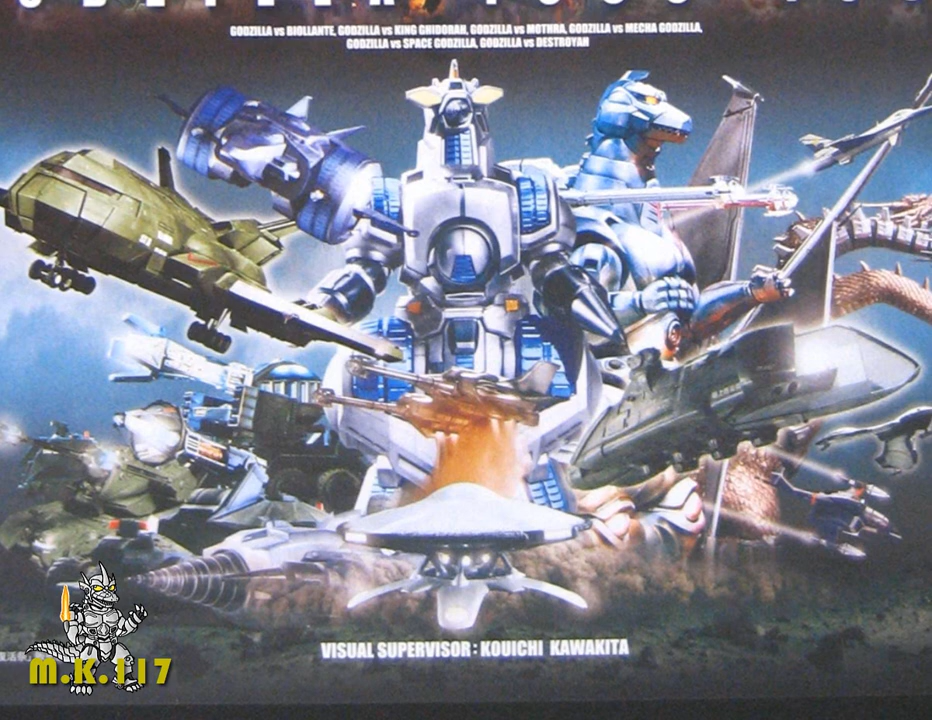 GODZILLA vs BIOLLANTE, GODZILLA vs KING GHIDORAH, GODZILLA vs MOTHRA, GODZILLA vs MECHA GODZILLA,
GODZILLA vs SPACE GODZILLA, GODZILLA vs DESTROYAH
VISUAL SUPERVISOR : KOUICHI KAWAKITA
M.K.117